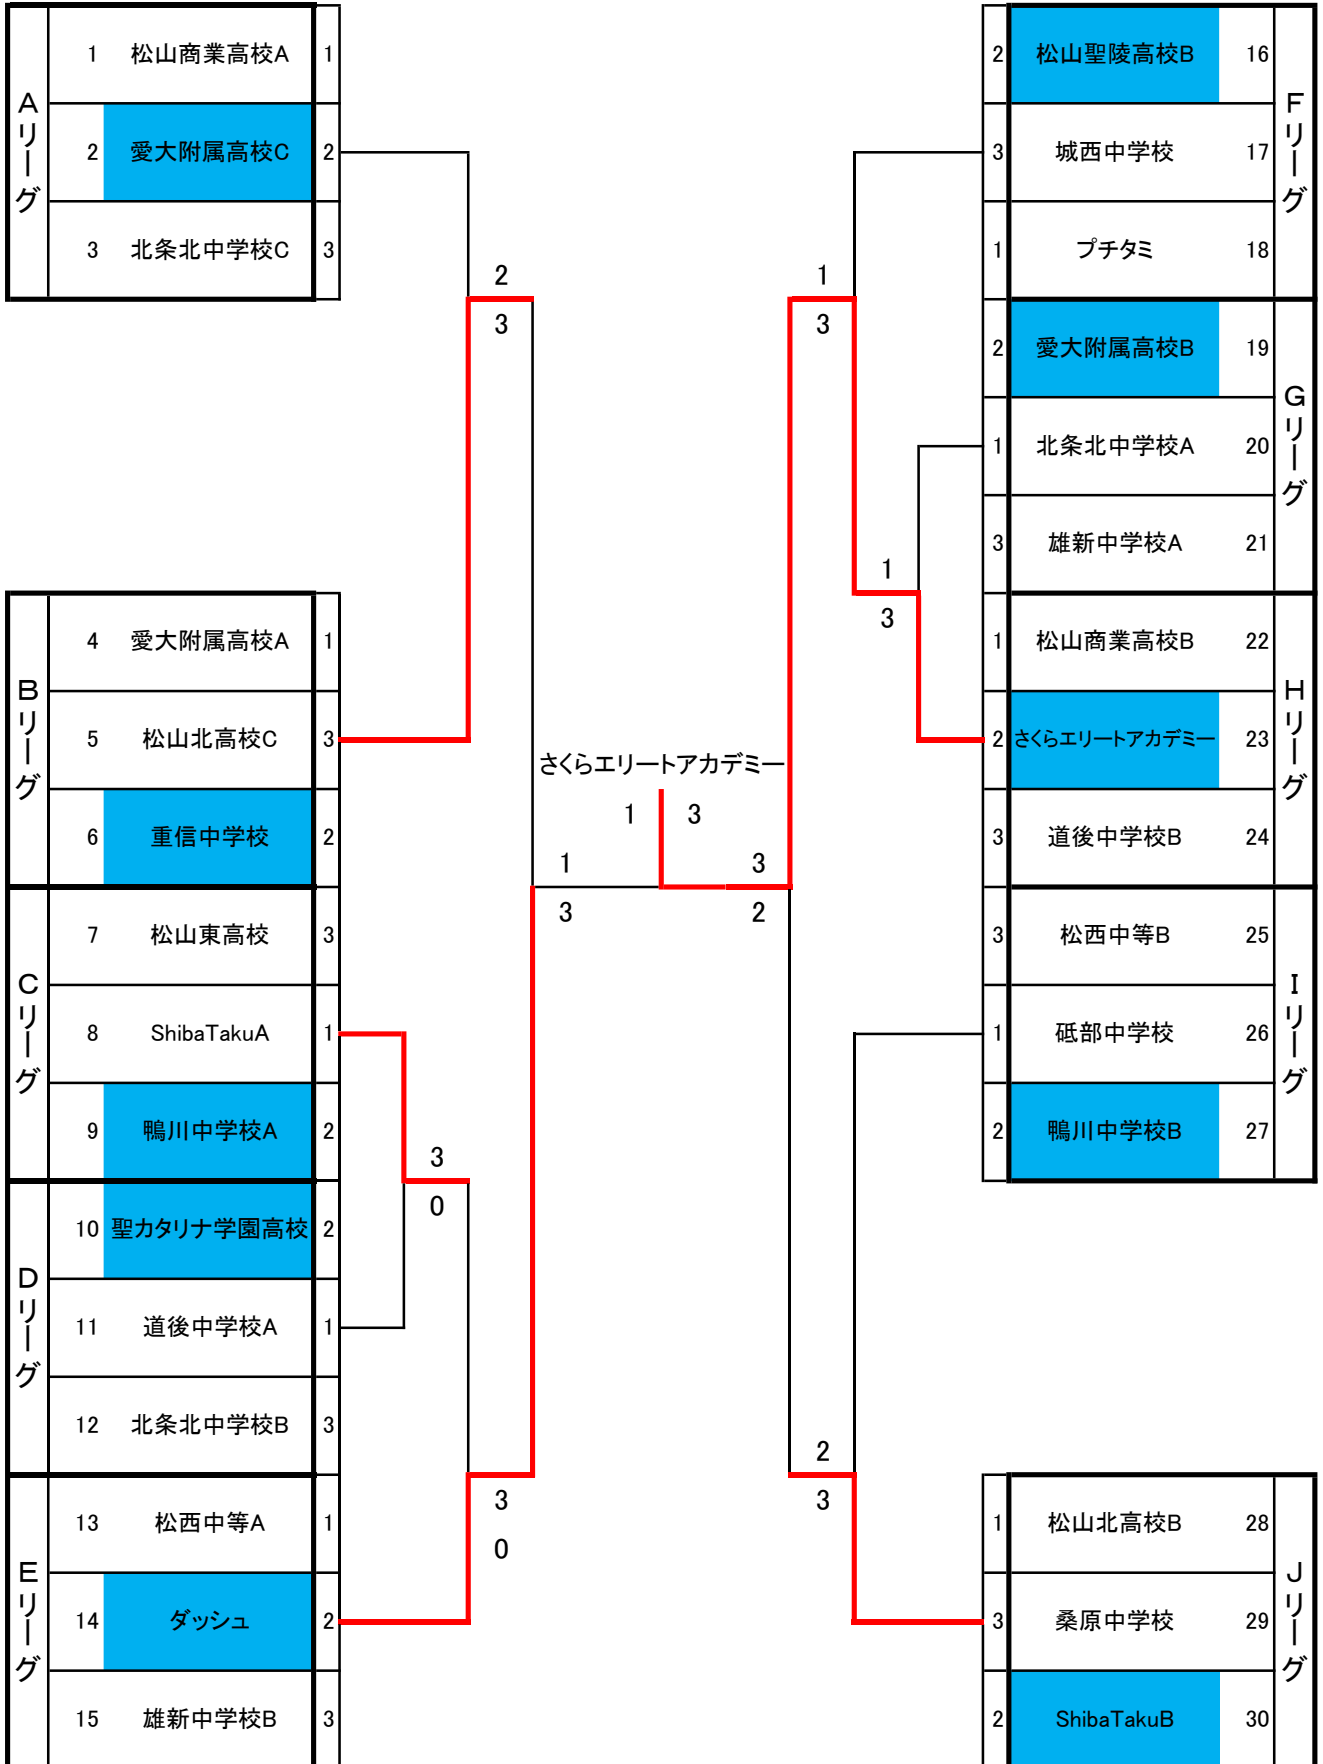 Aリーグ
1 松山商業高校A 1
2 愛大附属高校C 2
3 北条北中学校C 3
Bリーグ
4 愛大附属高校A 1
5 松山北高校C 3
6 重信中学校 2
Cリーグ
7 松山東高校 3
8 ShibaTakuA 1
9 鴨川中学校A 2
Dリーグ
10 聖カタリナ学園高校 2
11 道後中学校A 1
12 北条北中学校B 3
Eリーグ
13 松西中等A 1
14 ダッシュ 2
15 雄新中学校B 3
2
3
3
0
3
0
1
3
さくらエリートアカデミー
1 3
3
2
1
3
1
3
2
3
Fリーグ
2 松山聖陵高校B 16
3 城西中学校 17
1 プチタミ 18
Gリーグ
2 愛大附属高校B 19
1 北条北中学校A 20
3 雄新中学校A 21
Hリーグ
1 松山商業高校B 22
2 さくらエリートアカデミー 23
3 道後中学校B 24
Iリーグ
3 松西中等B 25
1 砥部中学校 26
2 鴨川中学校B 27
Jリーグ
1 松山北高校B 28
3 桑原中学校 29
2 ShibaTakuB 30